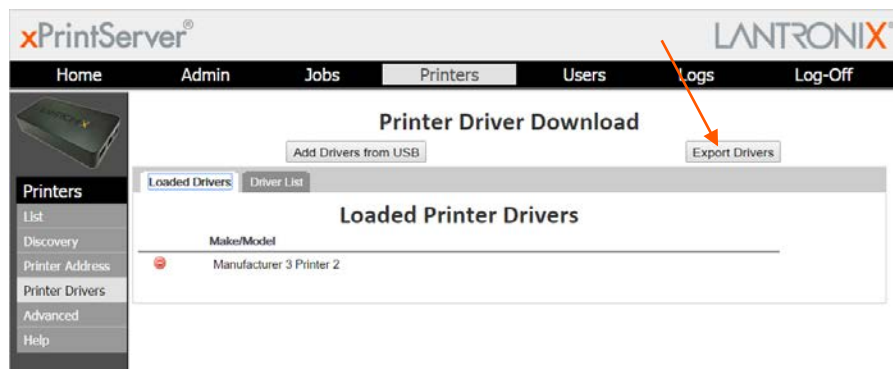 xPrintServer®
LANTRONIX®
Home Admin Jobs Printers Users Logs Log-Off
Printer Driver Download
Add Drivers from USB Export Drivers
Printers
List
Discovery
Printer Address
Printer Drivers
Advanced
Help
Loaded Drivers Driver List
Loaded Printer Drivers
Make/Model
Manufacturer 3 Printer 2